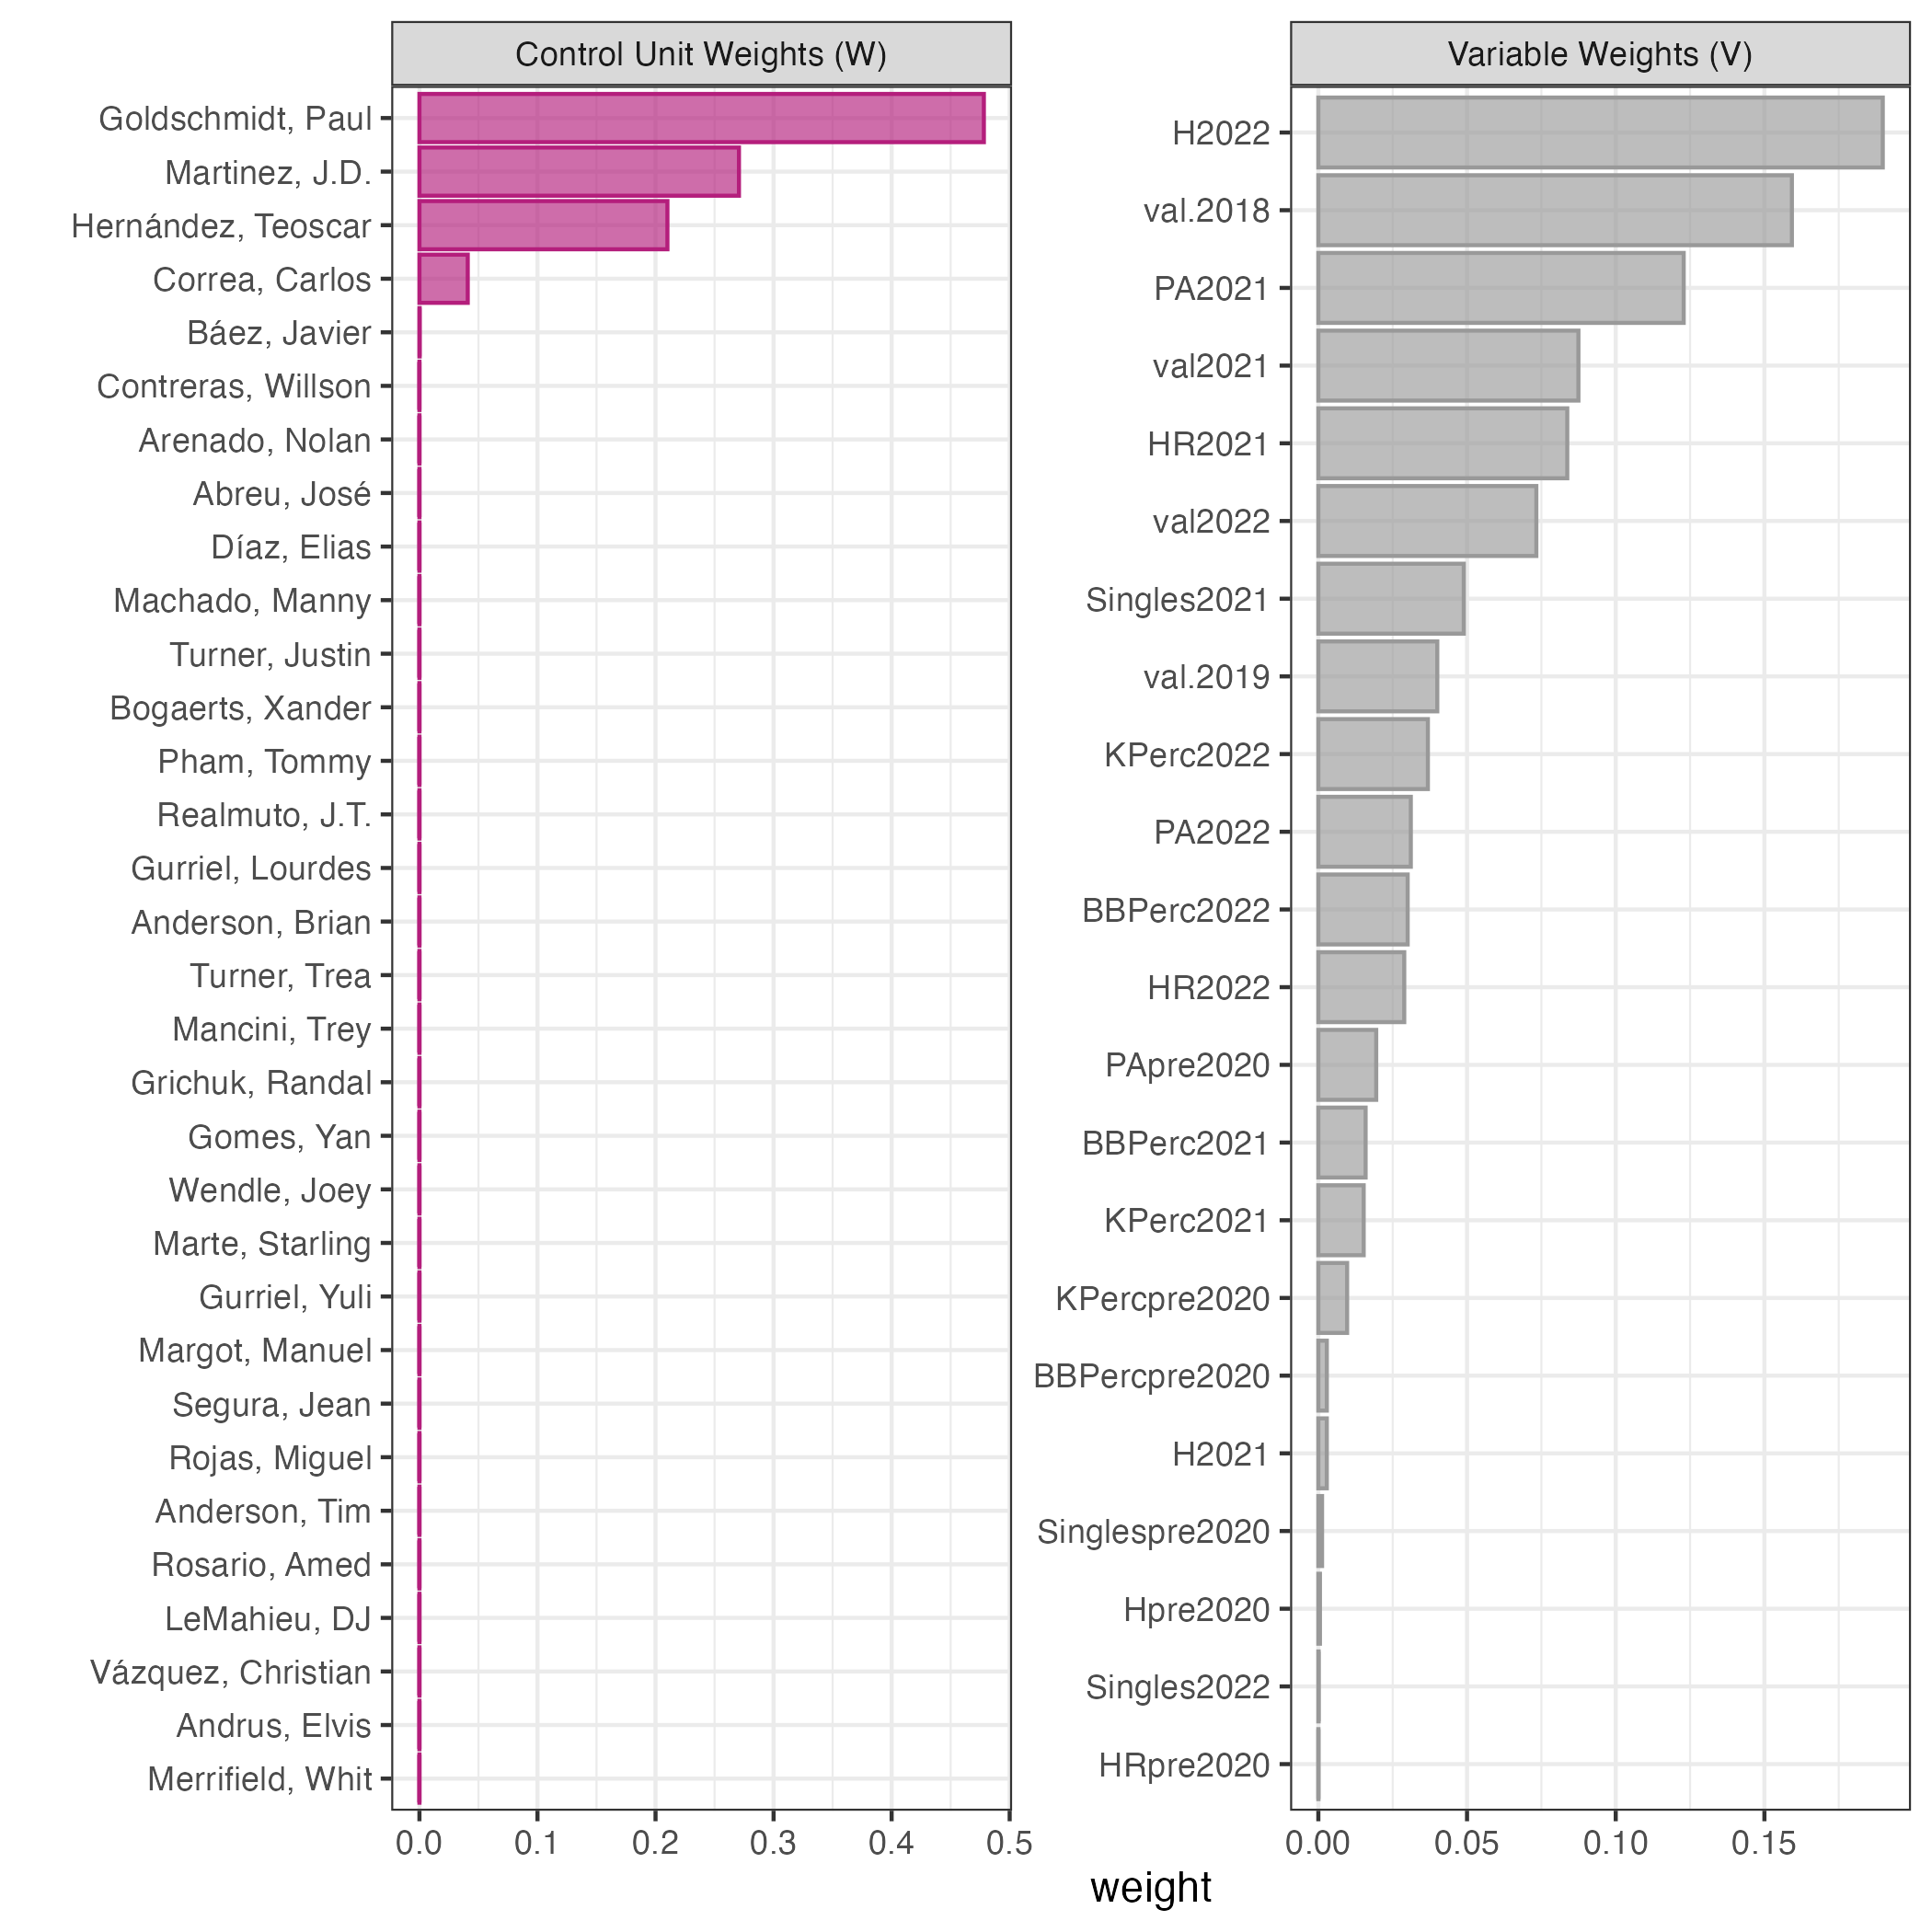 Control Unit Weights (W)
Goldschmidt, Paul
Martinez, J.D.
Hernández, Teoscar
Correa, Carlos
Báez, Javier
Contreras, Willson
Arenado, Nolan
Abreu, José
Díaz, Elias
Machado, Manny
Turner, Justin
Bogaerts, Xander
Pham, Tommy
Realmuto, J.T.
Gurriel, Lourdes
Anderson, Brian
Turner, Trea
Mancini, Trey
Grichuk, Randal
Gomes, Yan
Wendle, Joey
Marte, Starling
Gurriel, Yuli
Margot, Manuel
Segura, Jean
Rojas, Miguel
Anderson, Tim
Rosario, Amed
LeMahieu, DJ
Vázquez, Christian
Andrus, Elvis
Merrifield, Whit
0.0 0.1 0.2 0.3 0.4 0.5
Variable Weights (V)
H2022
val.2018
PA2021
val2021
HR2021
val2022
Singles2021
val.2019
KPerc2022
PA2022
BBPerc2022
HR2022
PApre2020
BBPerc2021
KPerc2021
KPercpre2020
BBPercpre2020
H2021
Singlespre2020
Hpre2020
Singles2022
HRpre2020
0.00 0.05 0.10 0.15
weight